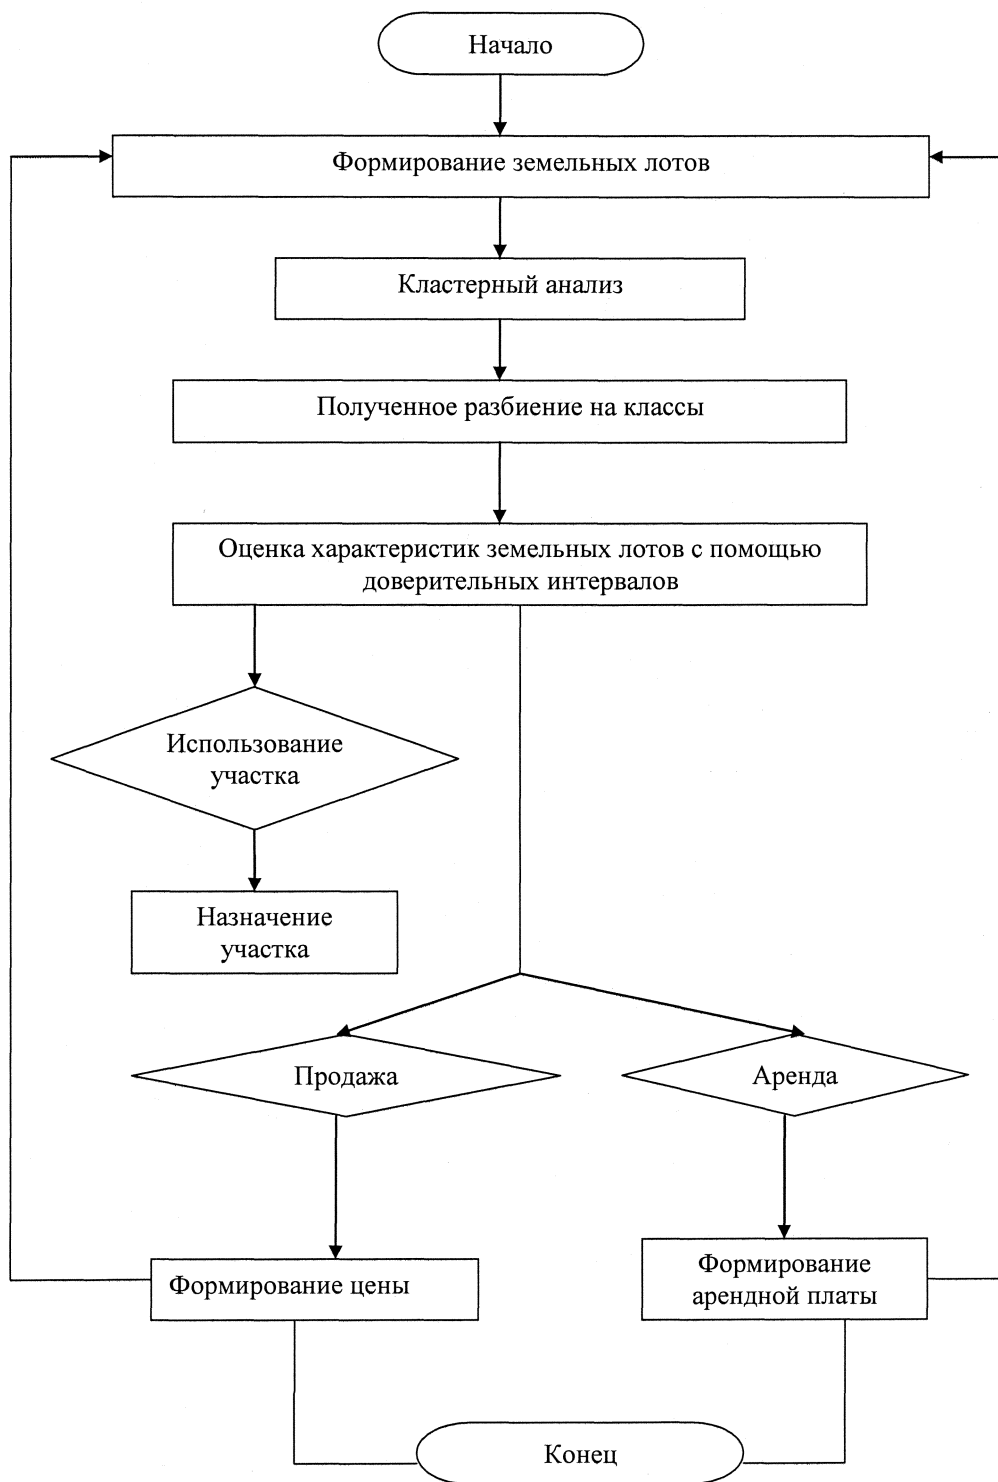 Начало
Формирование земельных лотов
Кластерный анализ
Полученное разбиение на классы
Оценка характеристик земельных лотов с помощью
доверительных интервалов
Использование
участка
Назначение
участка
Продажа
Аренда
Формирование цены
Формирование
арендной платы
Конец